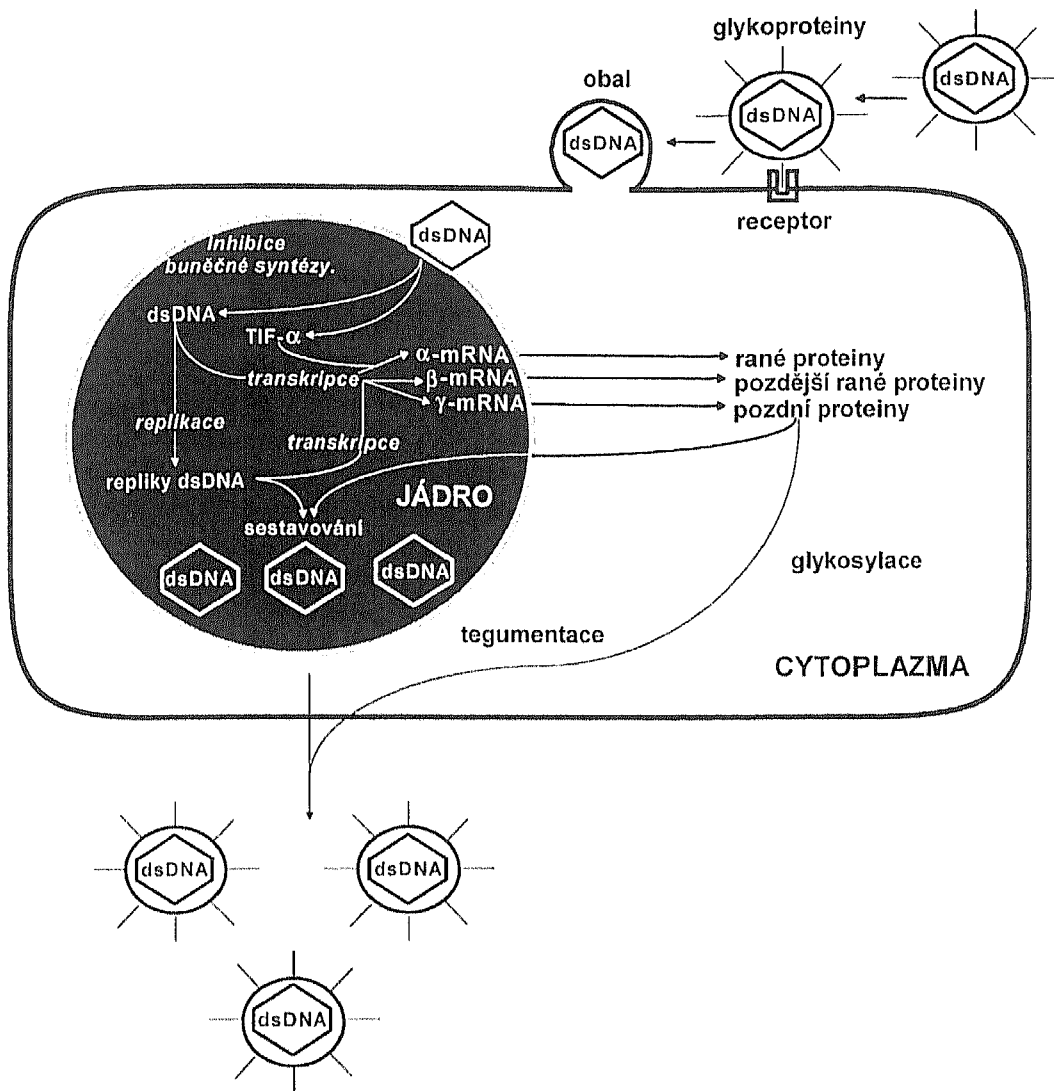 glykoproteiny
dsDNA
obal
dsDNA
dsDNA
receptor
dsDNA
Inhibice
buněčné syntézy.
dsDNA
TIF-α
transkripce
α-mRNA
rané proteiny
β-mRNA
pozdější rané proteiny
γ-mRNA
pozdní proteiny
replikace
transkripce
repliky dsDNA
JÁDRO
sestavování
dsDNA
dsDNA
dsDNA
glykosylace
tegumentace
CYTOPLAZMA
dsDNA
dsDNA
dsDNA